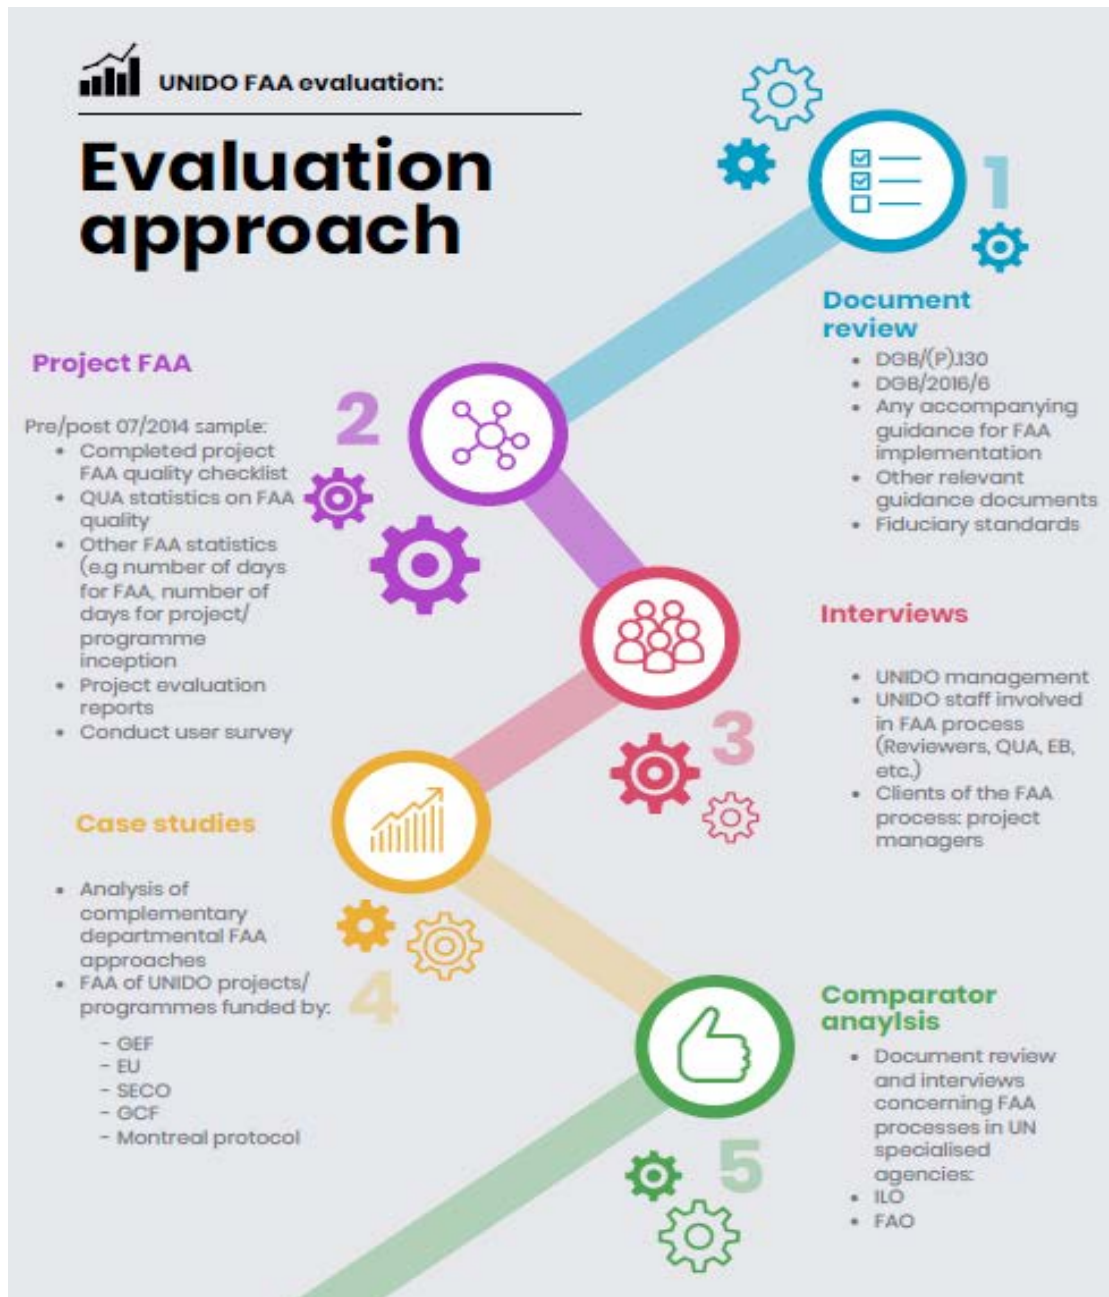 UNIDO FAA evaluation:
Evaluation
approach
1
Document
review
• DGB/(P).130
• DGB/2016/6
• Any accompanying
guidance for FAA
implementation
• Other relevant
guidance documents
• Fiduciary standards
Project FAA
2
Pre/post 07/2014 sample:
• Completed project
FAA quality checklist
• QUA statistics on FAA
quality
• Other FAA statistics
(e.g number of days
for FAA, number of
days for project/
programme
inception
• Project evaluation
reports
• Conduct user survey
Interviews
3
• UNIDO management
• UNIDO staff involved
in FAA process
(Reviewers, QUA, EB,
etc.)
• Clients of the FAA
process: project
managers
Case studies
4
• Analysis of
complementary
departmental FAA
approaches
• FAA of UNIDO projects/
programmes funded by:
- GEF
- EU
- SECO
- GCF
- Montreal protocol
Comparator
anaylsis
5
• Document review
and interviews
concerning FAA
processes in UN
specialised
agencies:
• ILO
• FAO